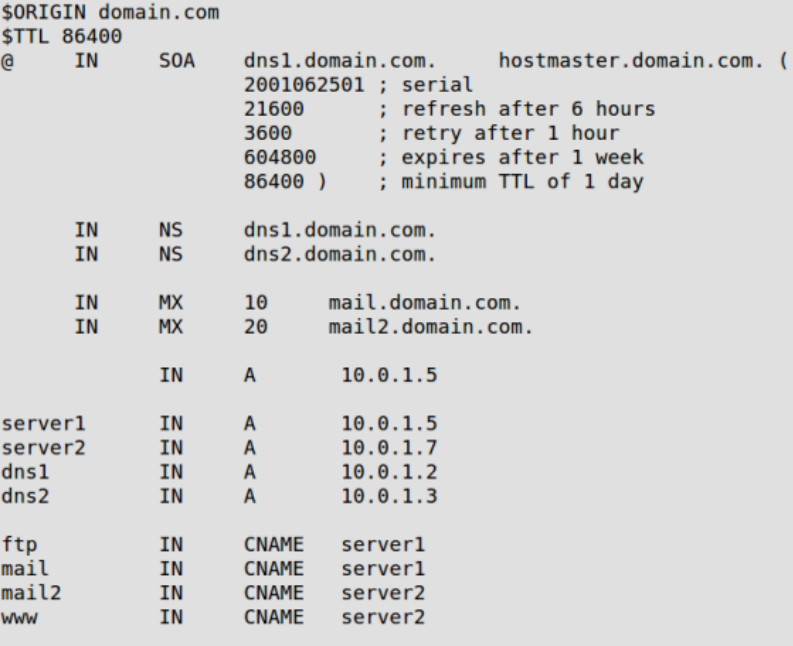 $ORIGIN domain.com
$TTL 86400
@ IN SOA dns1.domain.com. hostmaster.domain.com. (
2001062501 ; serial
21600 ; refresh after 6 hours
3600 ; retry after 1 hour
604800 ; expires after 1 week
86400 ) ; minimum TTL of 1 day
IN NS dns1.domain.com.
IN NS dns2.domain.com.
IN MX 10 mail.domain.com.
IN MX 20 mail2.domain.com.
IN A 10.0.1.5
server1 IN A 10.0.1.5
server2 IN A 10.0.1.7
dns1 IN A 10.0.1.2
dns2 IN A 10.0.1.3
ftp IN CNAME server1
mail IN CNAME server1
mail2 IN CNAME server2
www IN CNAME server2